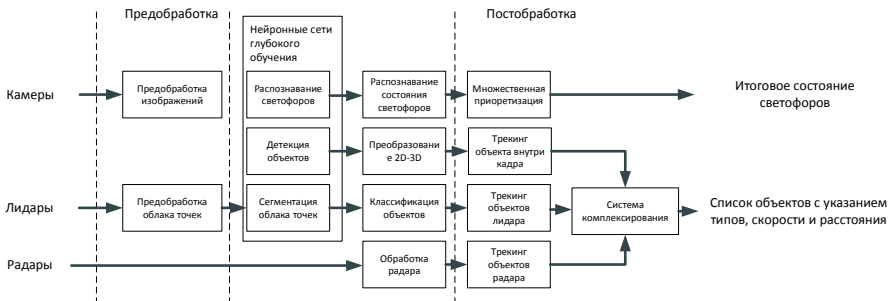 Предобработка
Постобработка
Нейронные сети
глубокого
обучения
Камеры
Предобработка
изображений
Распознавание
светофоров
Распознавание
состояния
светофоров
Множественная
приоретизация
Итоговое состояние
светофоров
Детекция
объектов
Преобразовани
е 2D-3D
Трекинг
объекта внутри
кадра
Лидары
Предобработка
облака точек
Сегментация
облака точек
Классификация
объектов
Трекинг
объектов
лидара
Система
комплексирования
Список объектов с указанием
типов, скорости и расстояния
Радары
Обработка
радара
Трекинг
объектов
радара